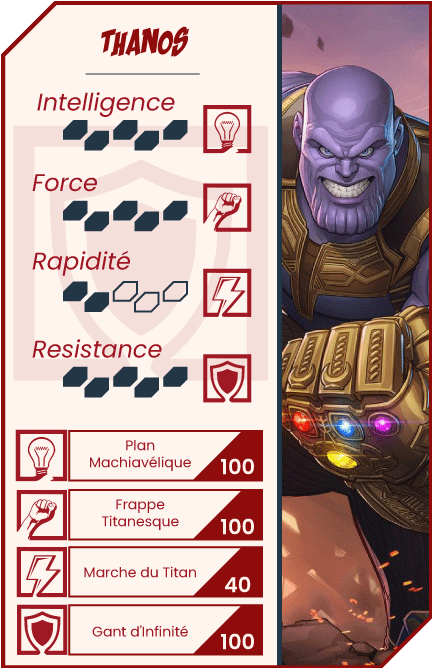 THANOS
Intelligence
Force
Rapidité
Resistance
Plan
Machiavélique
100
Frappe
Titanesque
100
Marche du Titan
40
Gant d'Infinité
100